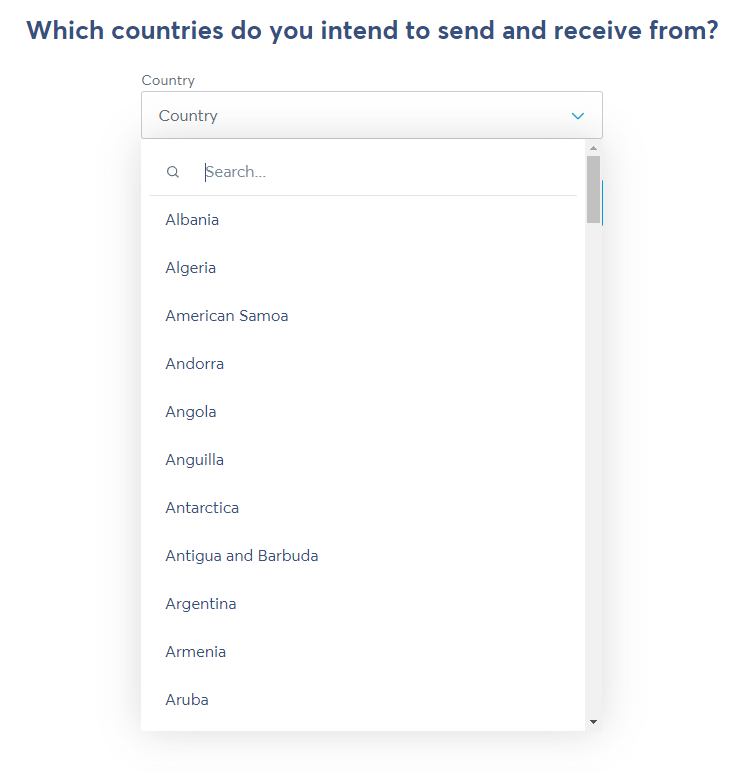 Which countries do you intend to send and receive from?
Country
Country
Search...
Albania
Algeria
American Samoa
Andorra
Angola
Anguilla
Antarctica
Antigua and Barbuda
Argentina
Armenia
Aruba